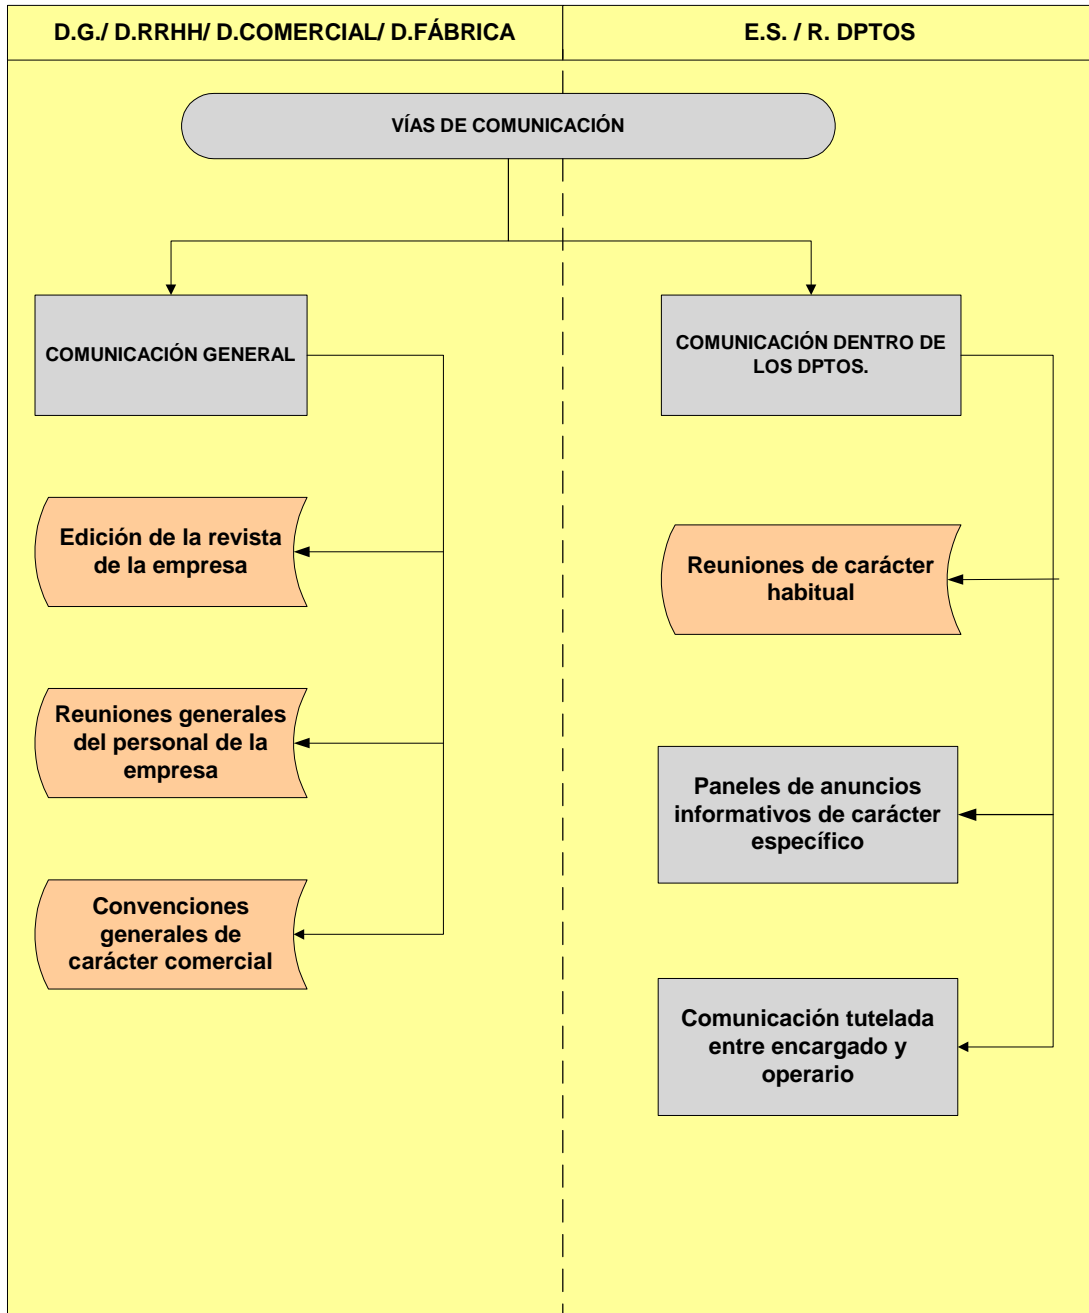 D.G./ D.RRHH/ D.COMERCIAL/ D.FÁBRICA
E.S. / R. DPTOS
VÍAS DE COMUNICACIÓN
COMUNICACIÓN GENERAL
COMUNICACIÓN DENTRO DE
LOS DPTOS.
Edición de la revista
de la empresa
Reuniones de carácter
habitual
Reuniones generales
del personal de la
empresa
Paneles de anuncios
informativos de carácter
específico
Convenciones
generales de
carácter comercial
Comunicación tutelada
entre encargado y
operario